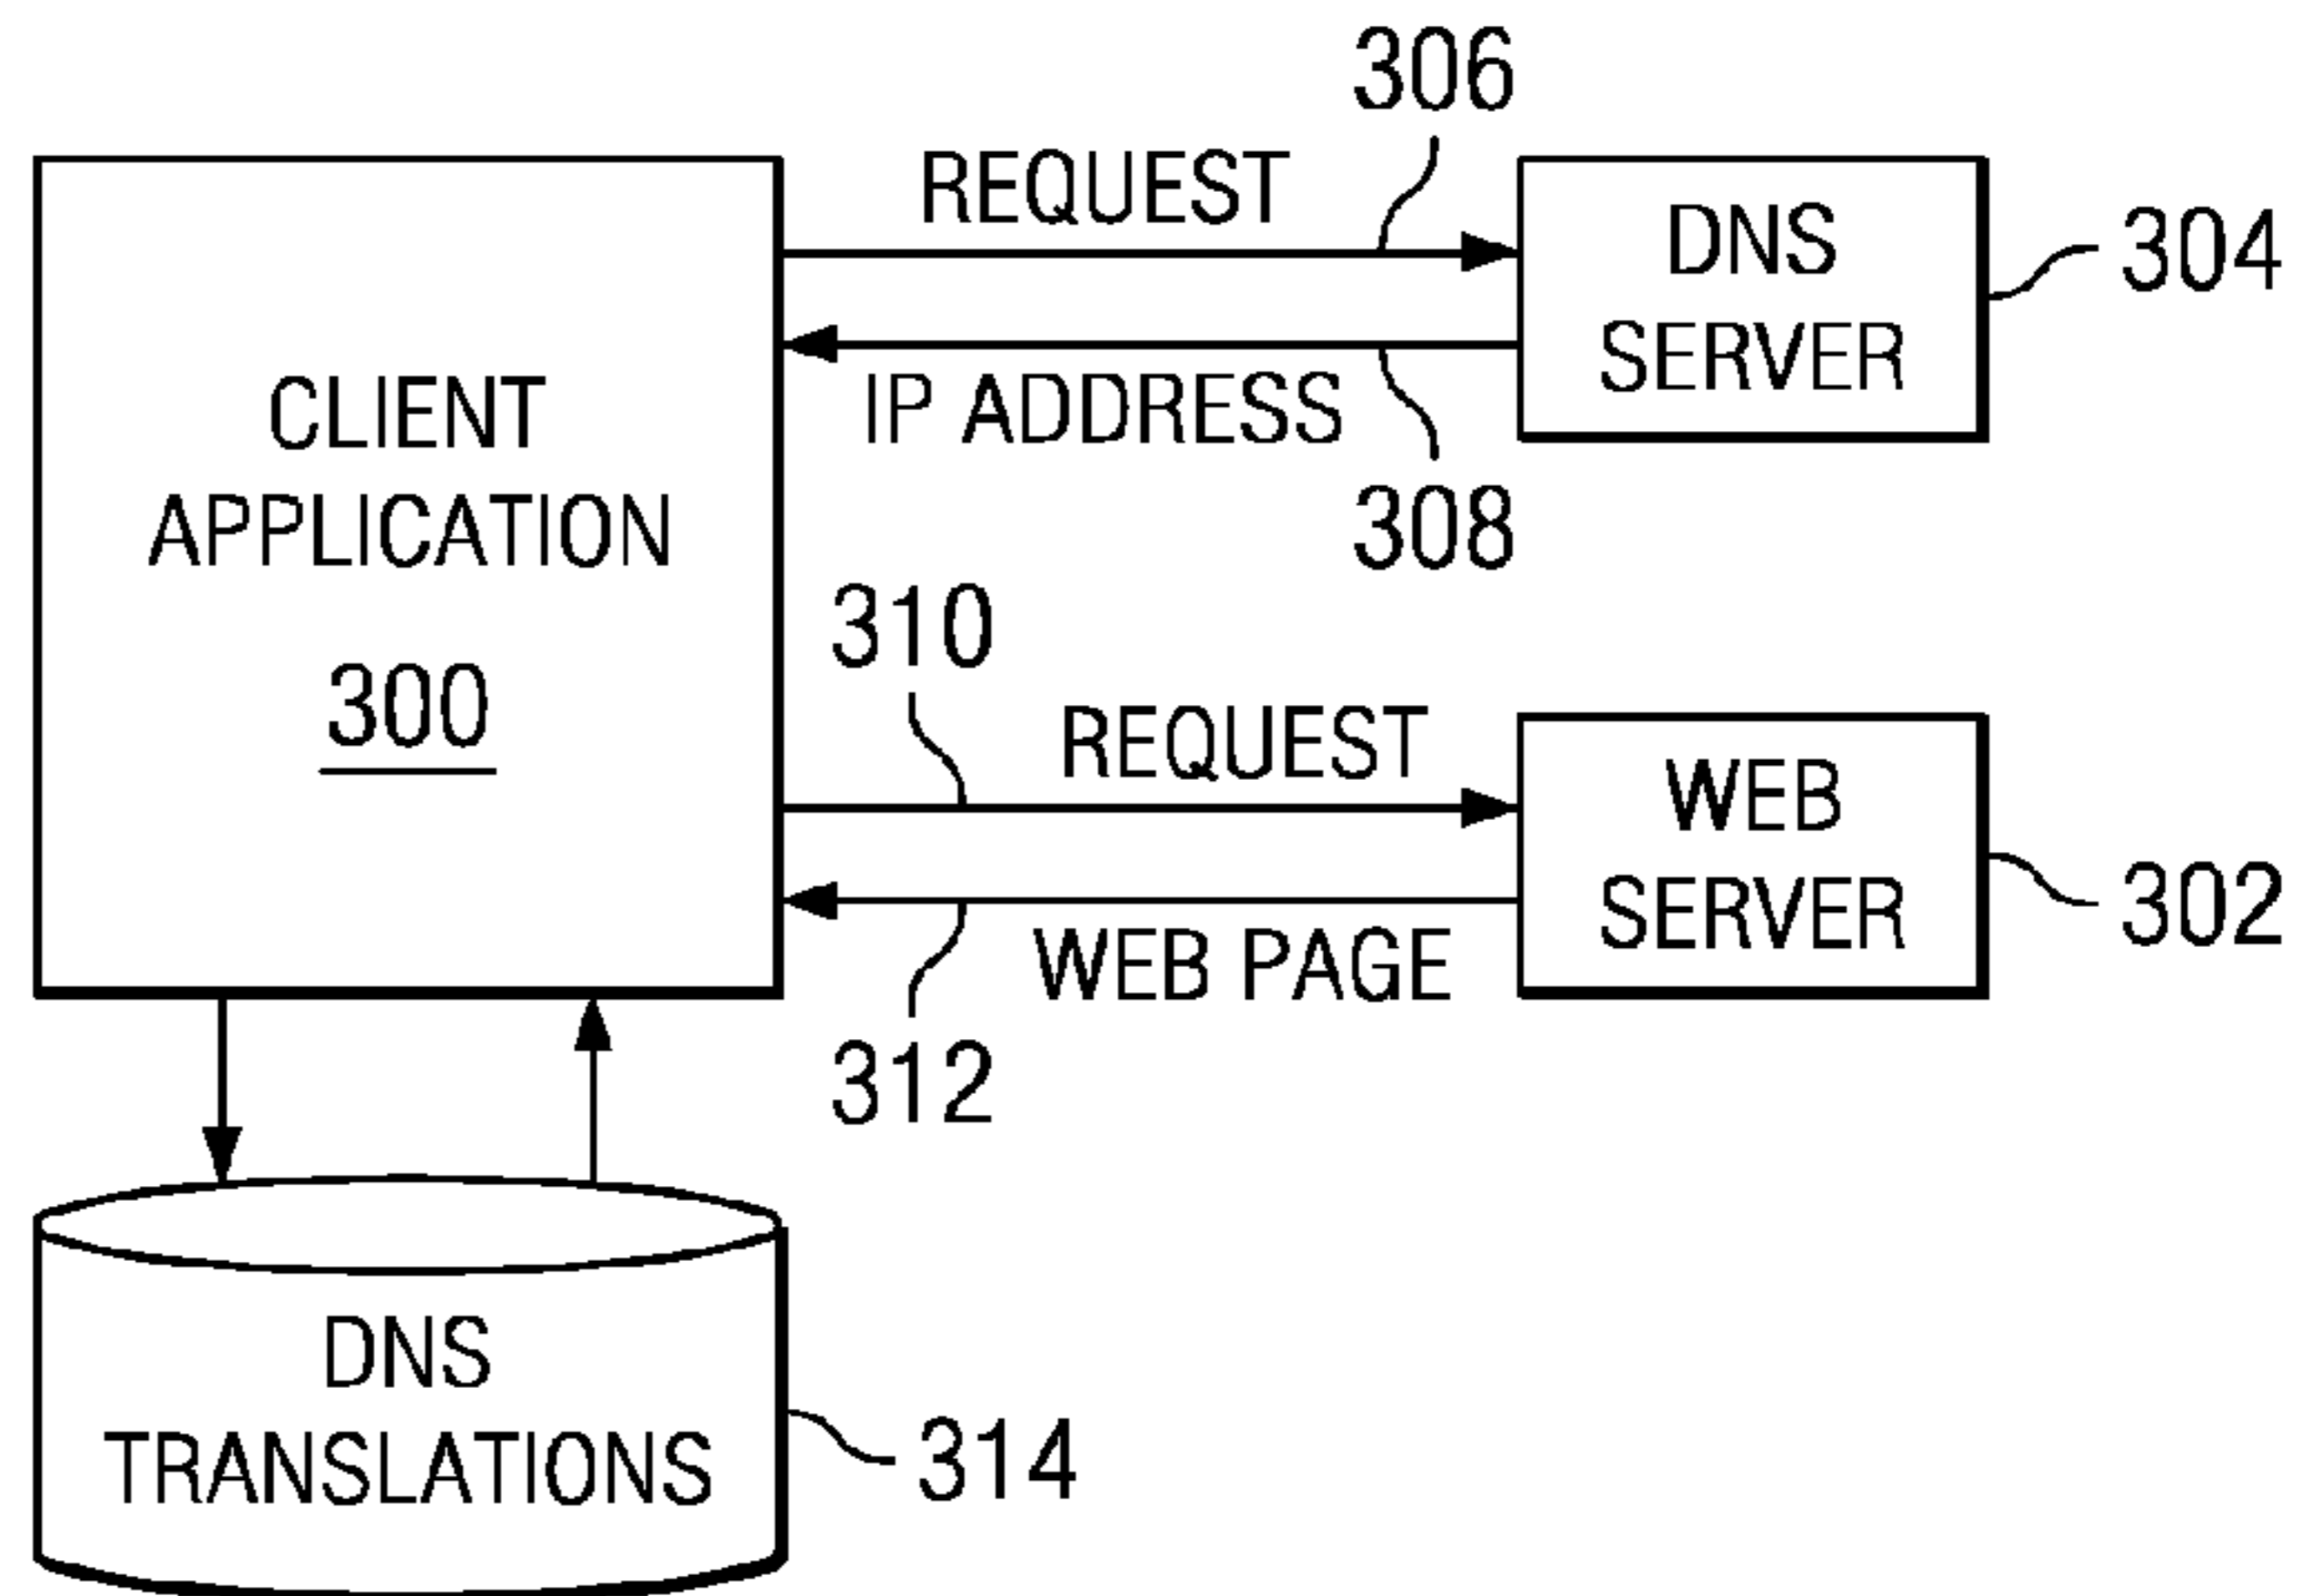 306
REQUEST
DNS
SERVER
304
IP ADDRESS
308
CLIENT
APPLICATION
300
310
REQUEST
WEB
SERVER
302
WEB PAGE
312
DNS
TRANSLATIONS
314